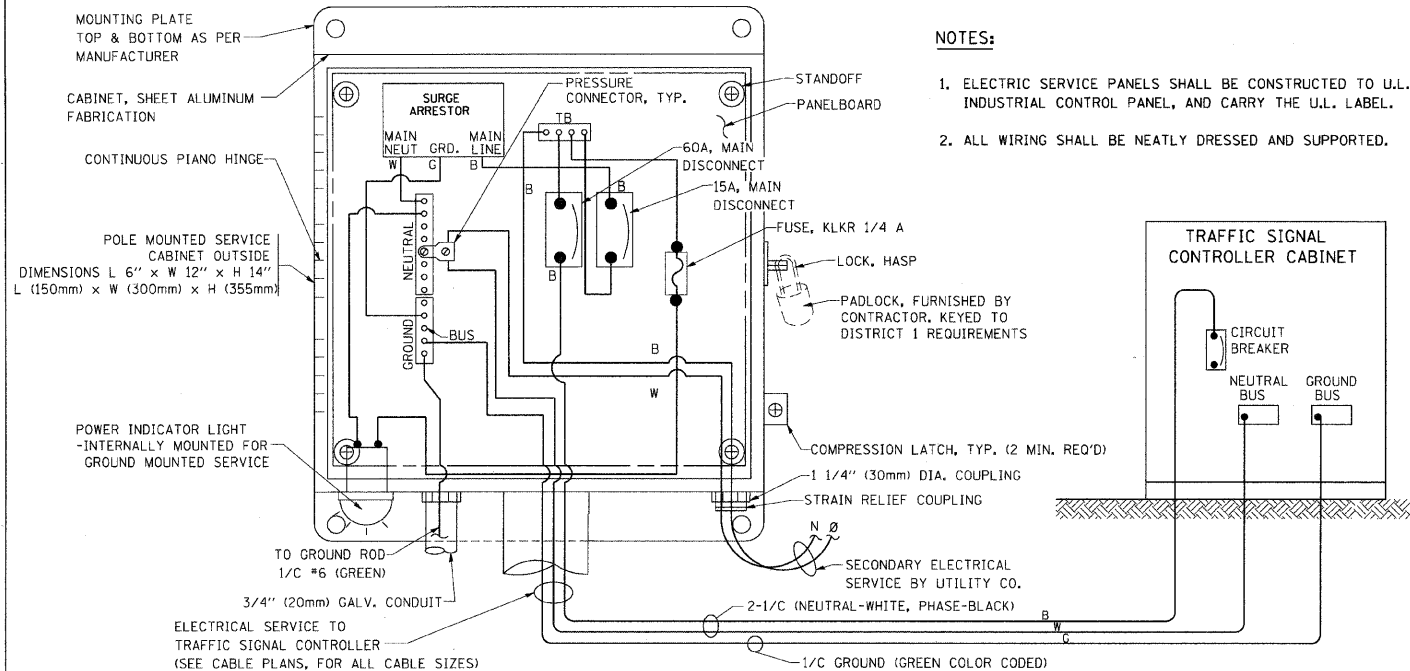 MOUNTING PLATE
TOP & BOTTOM AS PER
MANUFACTURER
CABINET, SHEET ALUMINUM
FABRICATION
CONTINUOUS PIANO HINGE
POLE MOUNTED SERVICE
CABINET OUTSIDE
DIMENSIONS L 6" x W 12" x H 14"
L (150mm) x W (300mm) x H (355mm)
POWER INDICATOR LIGHT
-INTERNALLY MOUNTED FOR
GROUND MOUNTED SERVICE
TO GROUND ROD
1/C #6 (GREEN)
3/4" (20mm) GALV. CONDUIT
ELECTRICAL SERVICE TO
TRAFFIC SIGNAL CONTROLLER
(SEE CABLE PLANS, FOR ALL CABLE SIZES)
SURGE
ARRESTOR
MAIN
NEUT
GRD.
MAIN
LINE
W
G
B
NEUTRAL
GROUND
BUS
PRESSURE
CONNECTOR, TYP.
TB
60A, MAIN
DISCONNECT
15A, MAIN
DISCONNECT
B
B
B
B
W
STANDOFF
PANELBOARD
FUSE, KLKR 1/4 A
LOCK, HASP
PADLOCK, FURNISHED BY
CONTRACTOR. KEYED TO
DISTRICT 1 REQUIREMENTS
COMPRESSION LATCH, TYP. (2 MIN. REQ'D)
1 1/4" (30mm) DIA. COUPLING
STRAIN RELIEF COUPLING
N Ø
SECONDARY ELECTRICAL
SERVICE BY UTILITY CO.
2-1/C (NEUTRAL-WHITE, PHASE-BLACK)
1/C GROUND (GREEN COLOR CODED)
B
W
G
NOTES:
1. ELECTRIC SERVICE PANELS SHALL BE CONSTRUCTED TO U.L.
INDUSTRIAL CONTROL PANEL, AND CARRY THE U.L. LABEL.
2. ALL WIRING SHALL BE NEATLY DRESSED AND SUPPORTED.
TRAFFIC SIGNAL
CONTROLLER CABINET
CIRCUIT
BREAKER
NEUTRAL
BUS
GROUND
BUS